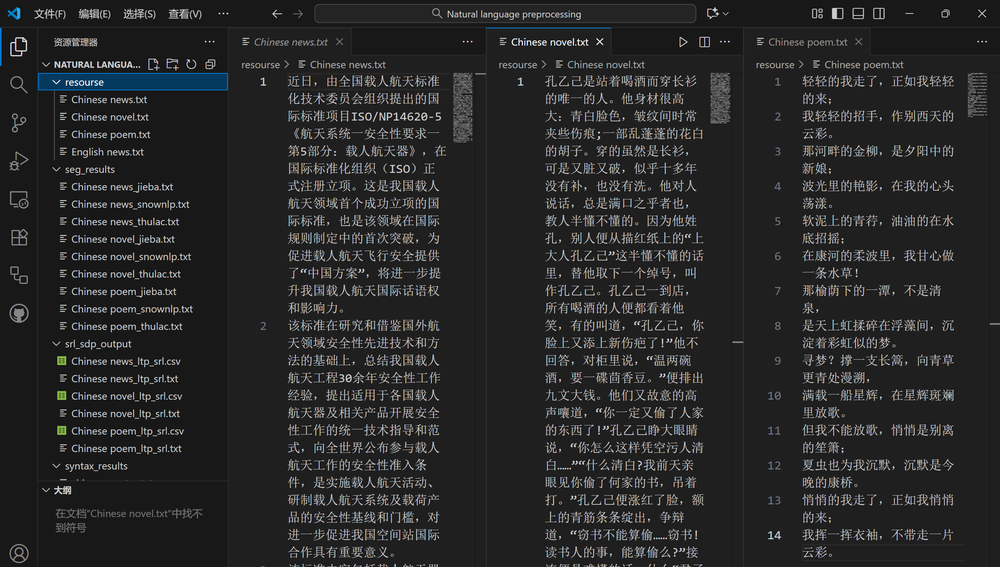 文件(F) 编辑(E) 选择(S) 查看(V) ···
Natural language preprocessing
资源管理器
NATURAL LANGUA...
resourse
Chinese news.txt
Chinese novel.txt
Chinese poem.txt
English news.txt
seg_results
Chinese news_jieba.txt
Chinese news_snownlp.txt
Chinese news_thulac.txt
Chinese novel_jieba.txt
Chinese novel_snownlp.txt
Chinese novel_thulac.txt
Chinese poem_jieba.txt
Chinese poem_snownlp.txt
Chinese poem_thulac.txt
srl_sdp_output
Chinese news_ltp_srl.csv
Chinese news_ltp_srl.txt
Chinese novel_ltp_srl.csv
Chinese novel_ltp_srl.txt
Chinese poem_ltp_srl.csv
Chinese poem_ltp_srl.txt
syntax_results
大纲
在文档“Chinese novel.txt”中找不
到符号
Chinese news.txt
resourse > Chinese news.txt
1 近日，由全国载人航天标准
化技术委员会组织提出的国
际标准项目ISO/NP14620-5
《航天系统一安全性要求一
第5部分：载人航天器》，在
国际标准化组织（ISO）正
式注册立项。这是我国载人
航天领域首个成功立项的国
际标准，也是该领域在国际
规则制定中的首次突破，为
促进载人航天飞行安全提供
了“中国方案”，将进一步提
升我国载人航天国际话语权
和影响力。
2 该标准在研究和借鉴国外航
天领域安全性先进技术和方
法的基础上，总结我国载人
航天工程30余年安全性工作
经验，提出适用于各国载人
航天器及相关产品开展安全
性工作的统一技术指导和范
式，向全世界公布参与载人
航天工作的安全性准入条
件，是实施载人航天活动、
研制载人航天系统及载荷产
品的安全性基线和门槛，对
进一步促进我国空间站国际
合作具有重要意义。
Chinese novel.txt
resourse > Chinese novel.txt
1 孔乙己是站着喝酒而穿长衫
的唯一的人。他身材很高
大：青白脸色，皱纹间时常
夹些伤痕;一部乱蓬蓬的花白
的胡子。穿的虽然是长衫，
可是又脏又破，似乎十多年
没有补，也没有洗。他对人
说话，总是满口之乎者也，
教人半懂不懂的。因为他姓
孔，别人便从描红纸上的“上
大人孔乙己”这半懂不懂的话
里，替他取下一个绰号，叫
作孔乙己。孔乙己一到店，
所有喝酒的人便都看着他
笑，有的叫道，“孔乙己，你
脸上又添上新伤疤了!”他不
回答，对柜里说，“温两碗
酒，要一碟茴香豆。”便排出
九文大钱。他们又故意的高
声嚷道，“你一定又偷了人家
的东西了!”孔乙己睁大眼睛
说，“你怎么这样凭空污人清
白……”“什么清白?我前天亲
眼见你偷了何家的书，吊着
打。”孔乙己便涨红了脸，额
上的青筋条条绽出，争辩
道，“窃书不能算偷……窃书!
读书人的事，能算偷么?”接
Chinese poem.txt
resourse > Chinese poem.txt
1 轻轻的我走了，正如我轻轻
的来；
2 我轻轻的招手，作别西天的
云彩。
3 那河畔的金柳，是夕阳中的
新娘；
4 波光里的艳影，在我的心头
荡漾。
5 软泥上的青荇，油油的在水
底招摇；
6 在康河的柔波里，我甘心做
一条水草！
7 那榆荫下的一潭，不是清
泉，
8 是天上虹揉碎在浮藻间，沉
淀着彩虹似的梦。
9 寻梦？撑一支长篙，向青草
更青处漫溯，
10 满载一船星辉，在星辉斑斓
里放歌。
11 但我不能放歌，悄悄是别离
的笙箫；
12 夏虫也为我沉默，沉默是今
晚的康桥。
13 悄悄的我走了，正如我悄悄
的来；
14 我挥一挥衣袖，不带走一片
云彩。